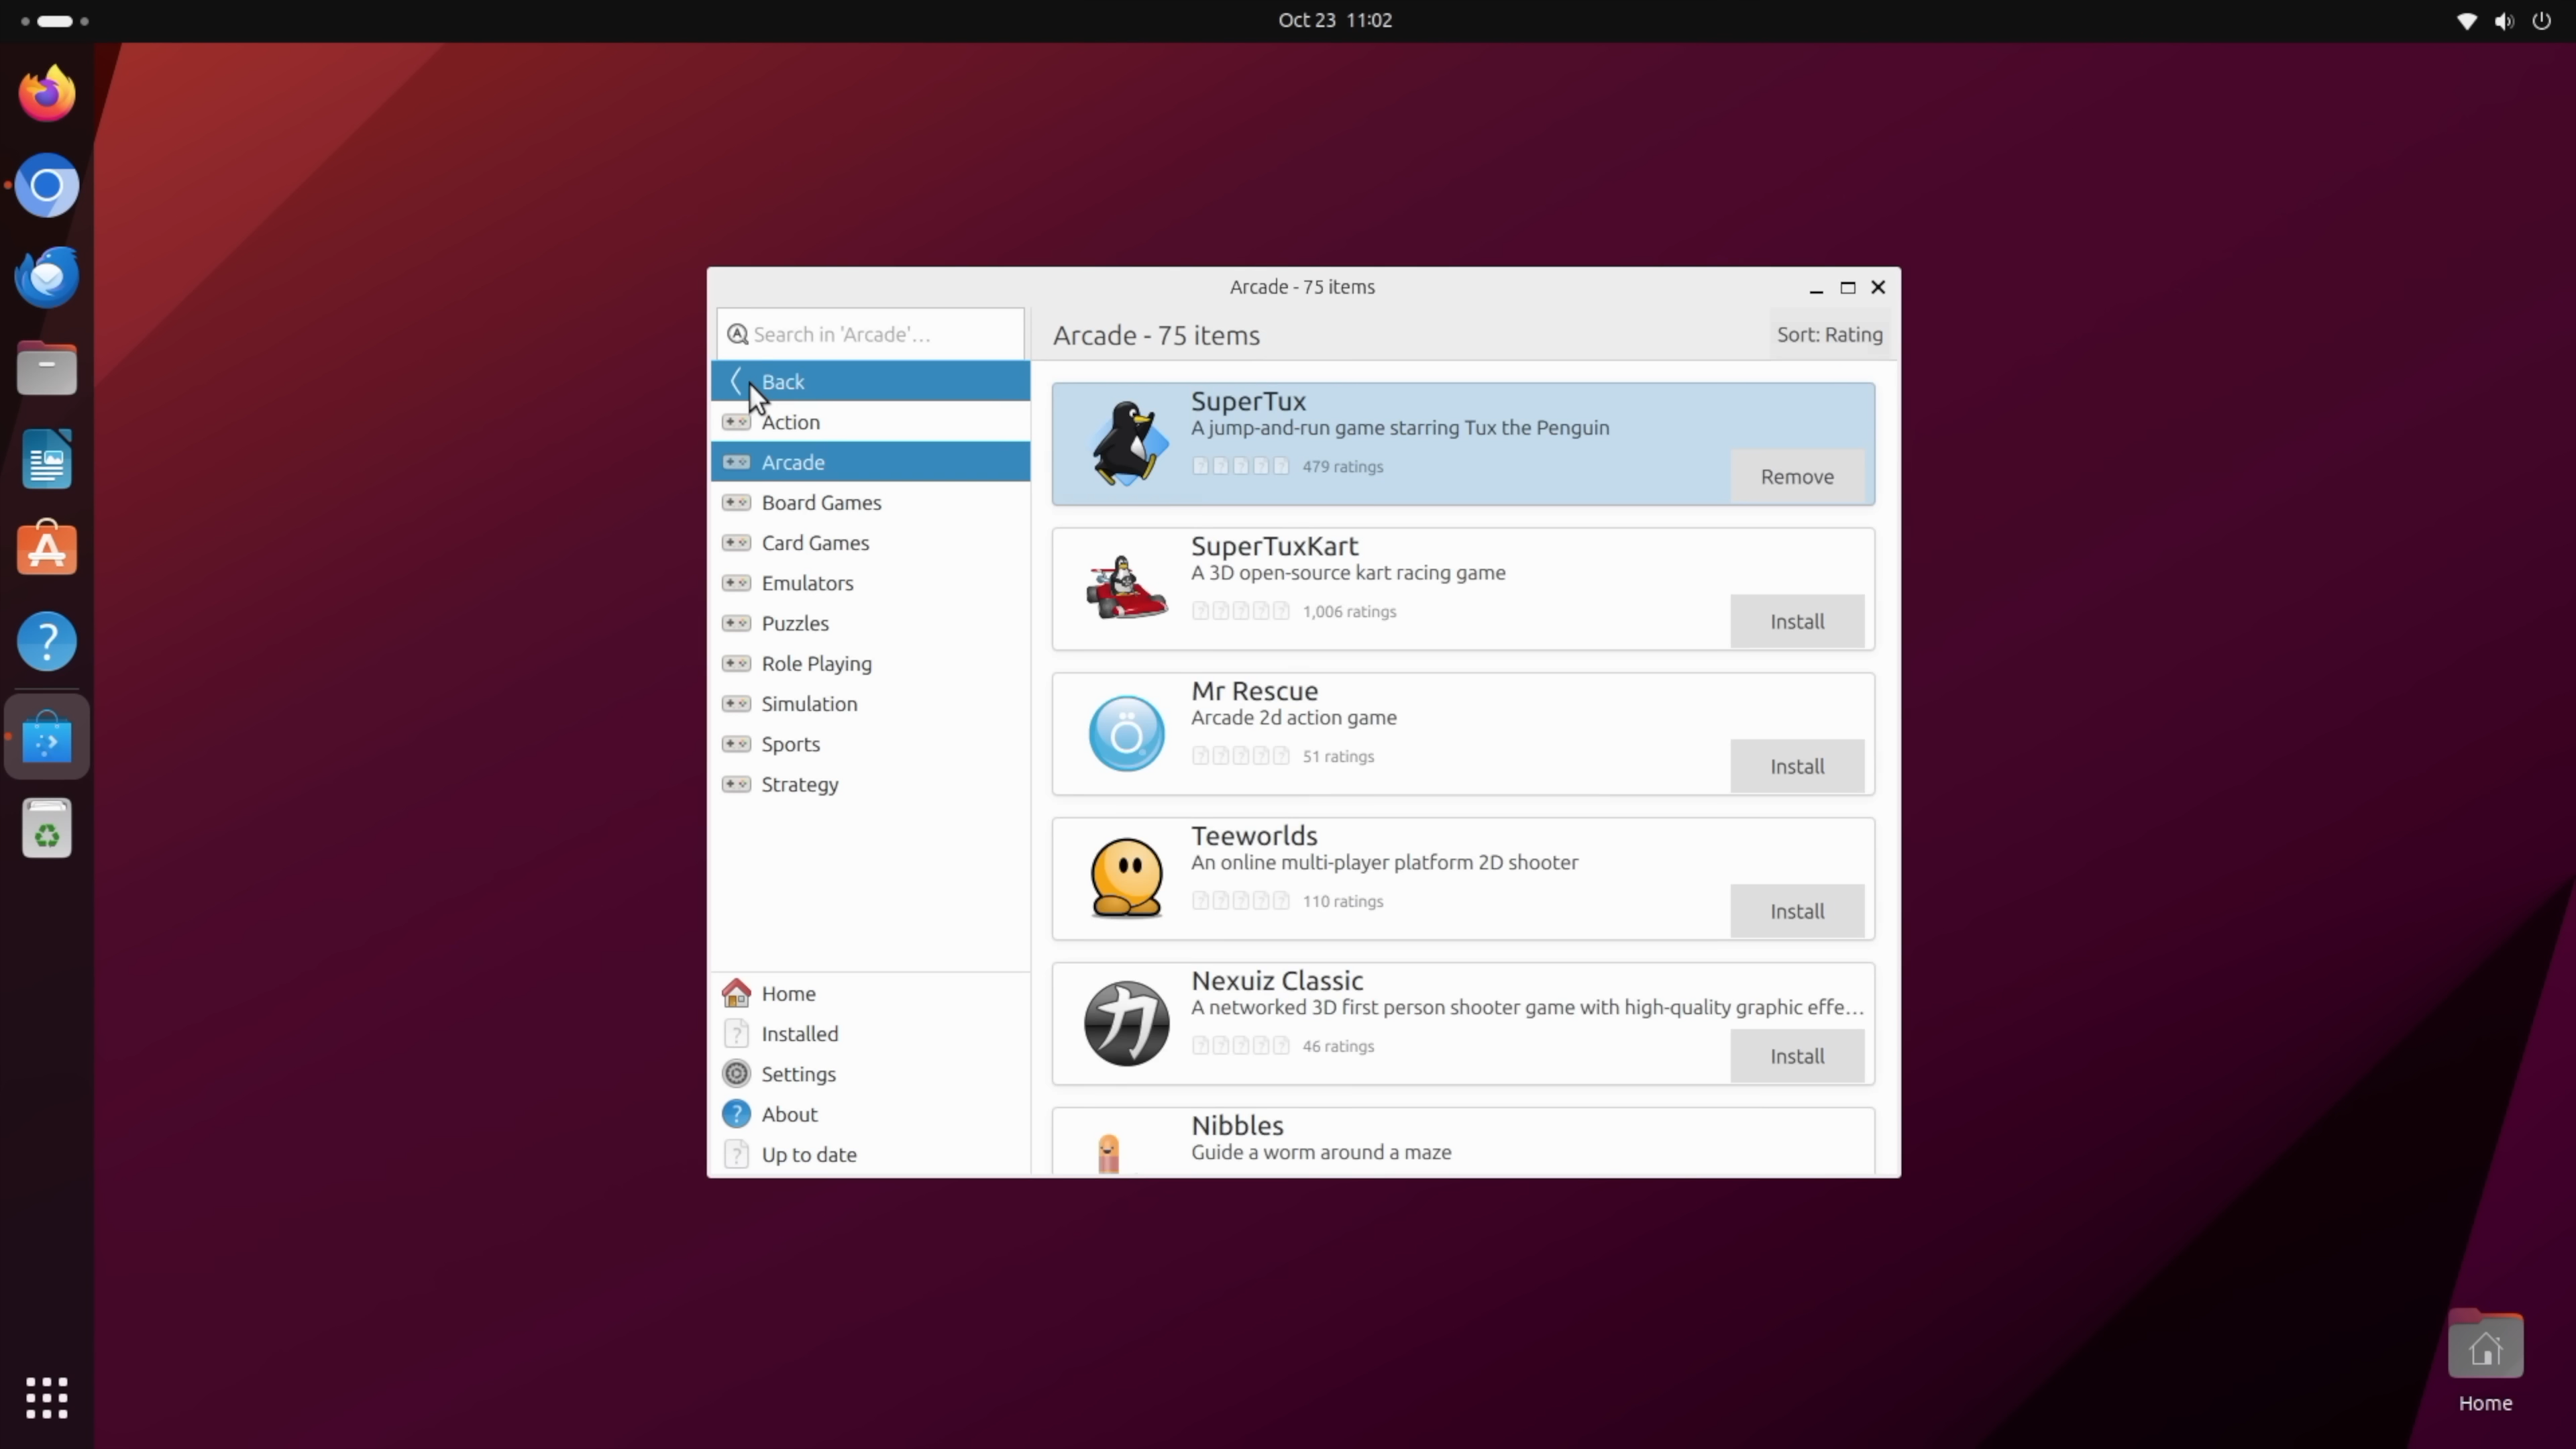 Oct 23 11:02
Arcade - 75 items
Search in 'Arcade'...
Arcade - 75 items
Sort: Rating
Back
Action
Arcade
Board Games
Card Games
Emulators
Puzzles
Role Playing
Simulation
Sports
Strategy
Home
Installed
Settings
About
Up to date
SuperTux
A jump-and-run game starring Tux the Penguin
479 ratings
Remove
SuperTuxKart
A 3D open-source kart racing game
1,006 ratings
Install
Mr Rescue
Arcade 2d action game
51 ratings
Install
Teeworlds
An online multi-player platform 2D shooter
110 ratings
Install
Nexuiz Classic
A networked 3D first person shooter game with high-quality graphic effe...
46 ratings
Install
Nibbles
Guide a worm around a maze
Home